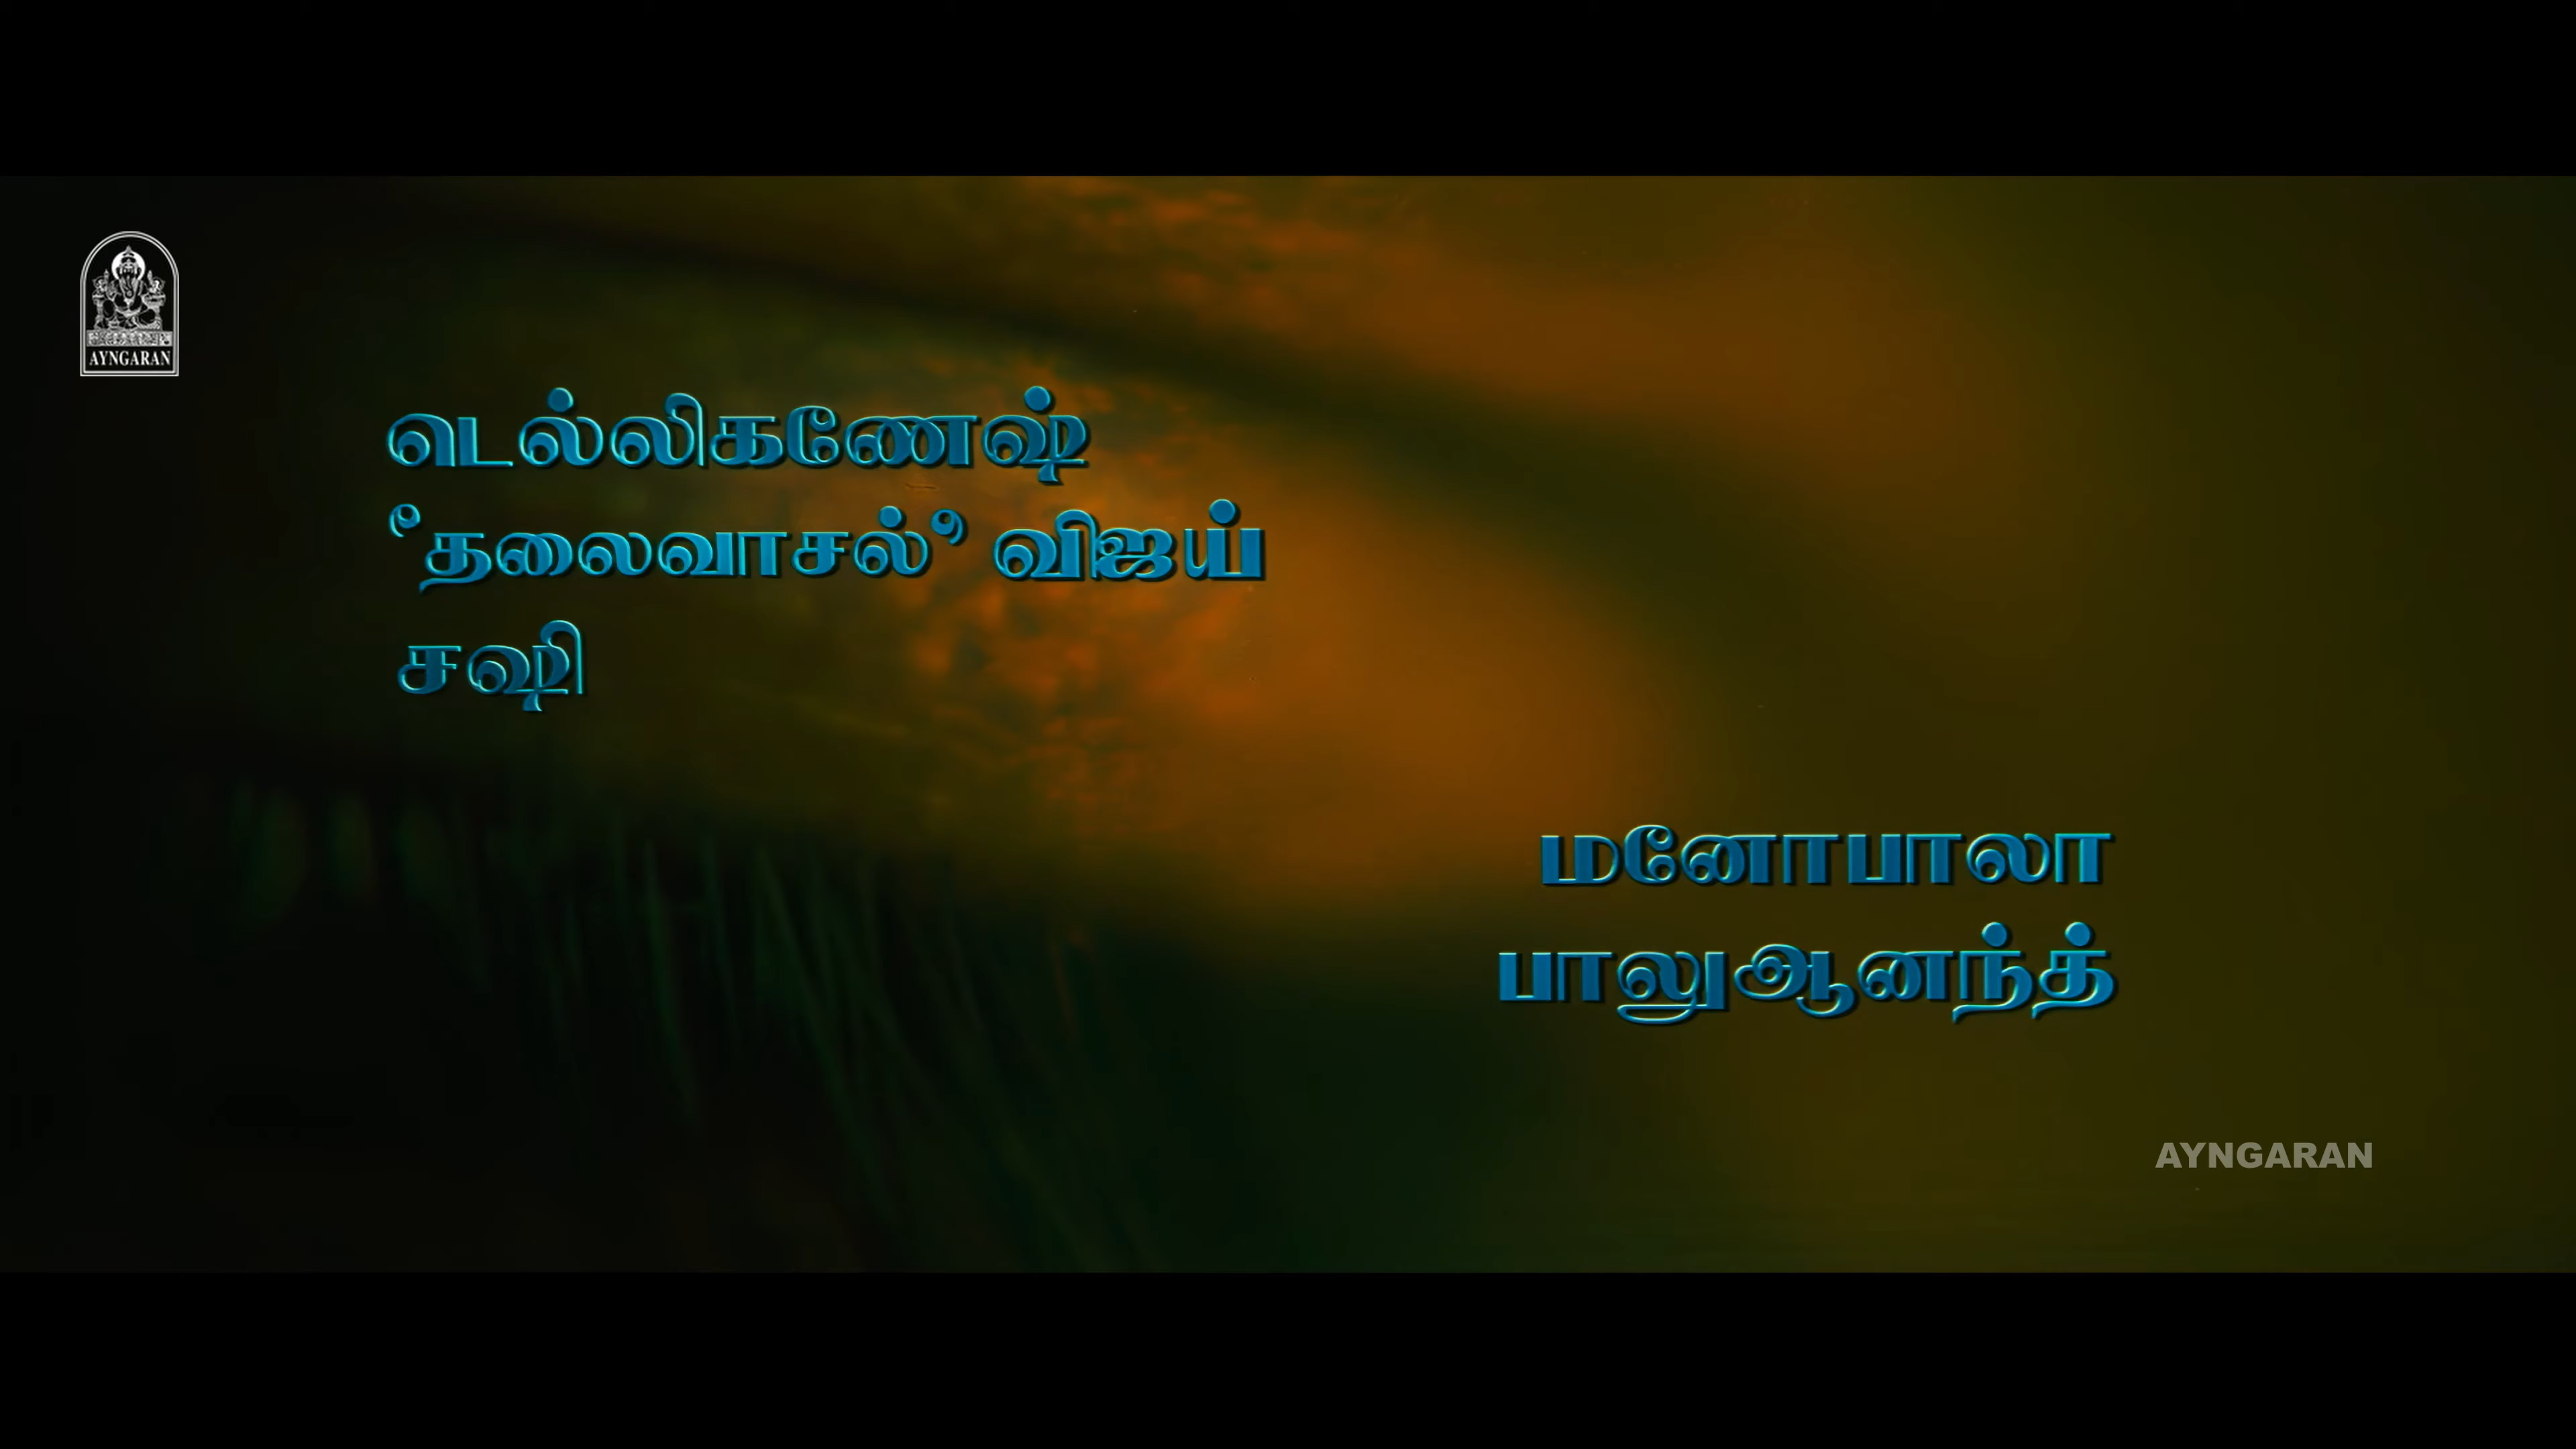 AYNGARAN
டெல்லிகணேஷ்
'தலைவாசல்' விஜய்
சஷி
மனோபாலா
பாலுஆனந்த்
AYNGARAN